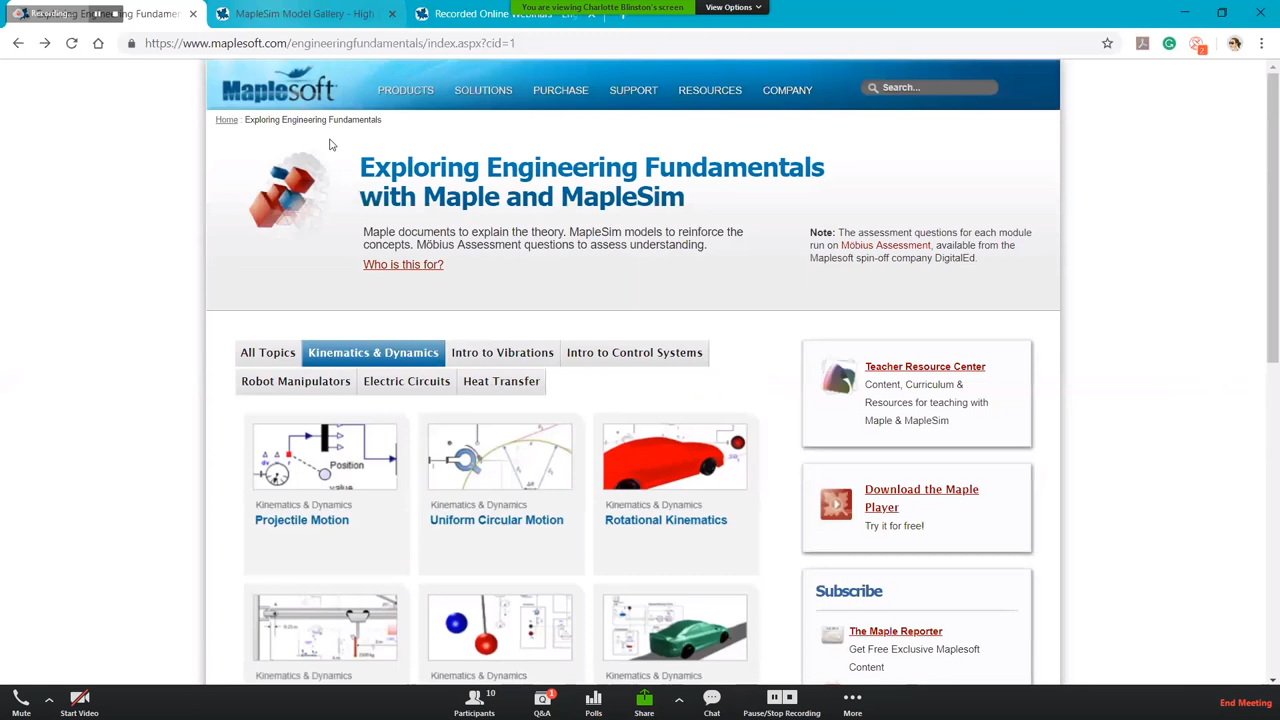 Recording...
Engineering Fundamen
MapleSim Model Gallery - High
Recorded Online Webinars - Eng
You are viewing Charlotte Blinston's screen
View Options
https://www.maplesoft.com/engineeringfundamentals/index.aspx?cid=1
7
Maplesoft
PRODUCTS
SOLUTIONS
PURCHASE
SUPPORT
RESOURCES
COMPANY
Search...
Home : Exploring Engineering Fundamentals
Exploring Engineering Fundamentals
with Maple and MapleSim
Maple documents to explain the theory. MapleSim models to reinforce the
concepts. Möbius Assessment questions to assess understanding.
Who is this for?
Note: The assessment questions for each module
run on Möbius Assessment, available from the
Maplesoft spin-off company DigitalEd.
All Topics
Kinematics & Dynamics
Intro to Vibrations
Intro to Control Systems
Robot Manipulators
Electric Circuits
Heat Transfer
Position
value
Kinematics & Dynamics
Projectile Motion
Kinematics & Dynamics
Uniform Circular Motion
Kinematics & Dynamics
Rotational Kinematics
Kinematics & Dynamics
Kinematics & Dynamics
Kinematics & Dynamics
Teacher Resource Center
Content, Curriculum &
Resources for teaching with
Maple & MapleSim
Download the Maple
Player
Try it for free!
Subscribe
The Maple Reporter
Get Free Exclusive Maplesoft
Content
Mute
Start Video
10
Participants
1
Q&A
Polls
Share
Chat
Pause/Stop Recording
More
End Meeting